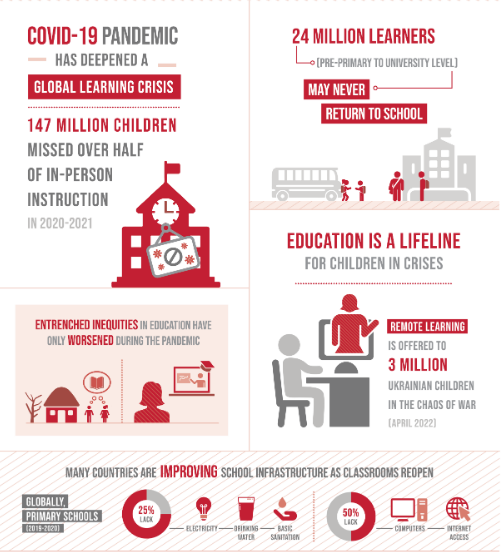 COVID-19 PANDEMIC
HAS DEEPENED A
GLOBAL LEARNING CRISIS
147 MILLION CHILDREN
MISSED OVER HALF
OF IN-PERSON
INSTRUCTION
IN 2020-2021
24 MILLION LEARNERS
(PRE-PRIMARY TO UNIVERSITY LEVEL)
MAY NEVER
RETURN TO SCHOOL
EDUCATION IS A LIFELINE
FOR CHILDREN IN CRISES
REMOTE LEARNING
IS OFFERED TO
3 MILLION
UKRAINIAN CHILDREN
IN THE CHAOS OF WAR
(APRIL 2022)
ENTRENCHED INEQUITIES IN EDUCATION HAVE
ONLY WORSENED DURING THE PANDEMIC
MANY COUNTRIES ARE IMPROVING SCHOOL INFRASTRUCTURE AS CLASSROOMS REOPEN
GLOBALLY,
PRIMARY SCHOOLS
(2019-2020)
25%
LACK
ELECTRICITY
DRINKING
WATER
BASIC
SANITATION
50%
LACK
COMPUTERS
INTERNET
ACCESS